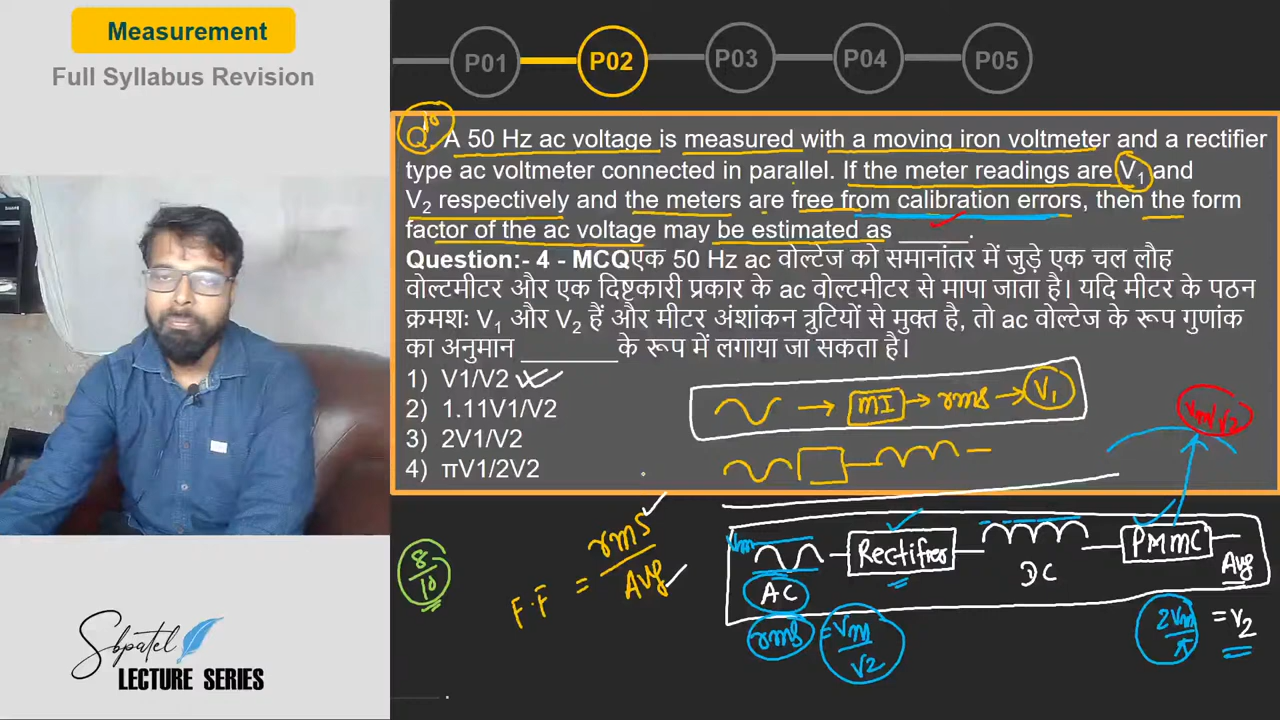 Measurement
Full Syllabus Revision
P01
P02
P03
P04
P05
Q10 A 50 Hz ac voltage is measured with a moving iron voltmeter and a rectifier
type ac voltmeter connected in parallel. If the meter readings are V₁ and
V₂ respectively and the meters are free from calibration errors, then the form
factor of the ac voltage may be estimated as _____.
Question:- 4 - MCQएक 50 Hz ac वोल्टेज को समानांतर में जुड़े एक चल लौह
वोल्टमीटर और एक दिष्टकारी प्रकार के ac वोल्टमीटर से मापा जाता है। यदि मीटर के पठन
क्रमशः V₁ और V₂ हैं और मीटर अंशांकन त्रुटियों से मुक्त है, तो ac वोल्टेज के रूप गुणांक
का अनुमान _______के रूप में लगाया जा सकता है।
1) V1/V2
2) 1.11V1/V2
3) 2V1/V2
4) πV1/2V2
MI → rms → V₁
Vm/√2
F.F = rms/Avg
8/10
Vm
AC
Rectifier
DC
PMMC
Avg
rms = Vm/√2
2Vm/π = V₂
Sbpatel
LECTURE SERIES